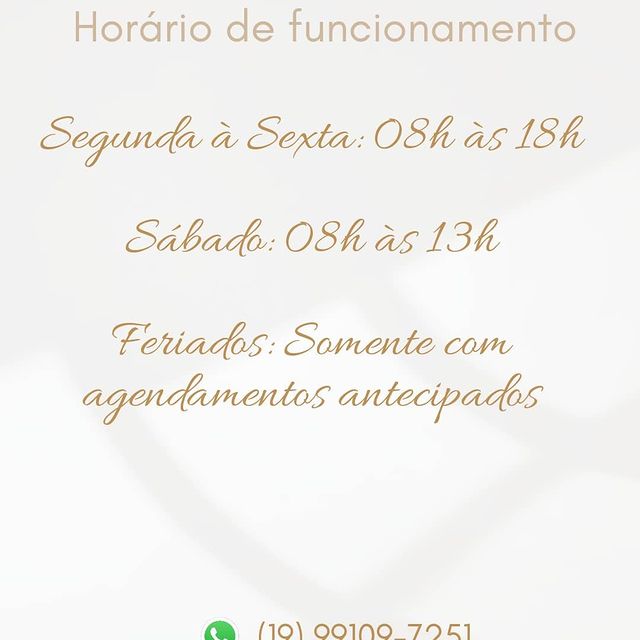 Horário de funcionamento
Segunda à Sexta: 08h às 18h
Sábado: 08h às 13h
Feriados: Somente com
agendamentos antecipados
(19) 99109-7251